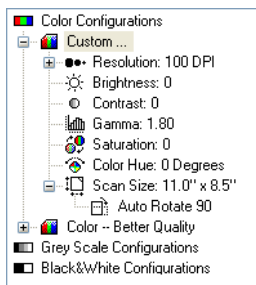 Color Configurations
Custom ...
Resolution: 100 DPI
Brightness: 0
Contrast: 0
Gamma: 1.80
Saturation: 0
Color Hue: 0 Degrees
Scan Size: 11.0" x 8.5"
Auto Rotate 90
Color -- Better Quality
Grey Scale Configurations
Black&White Configurations